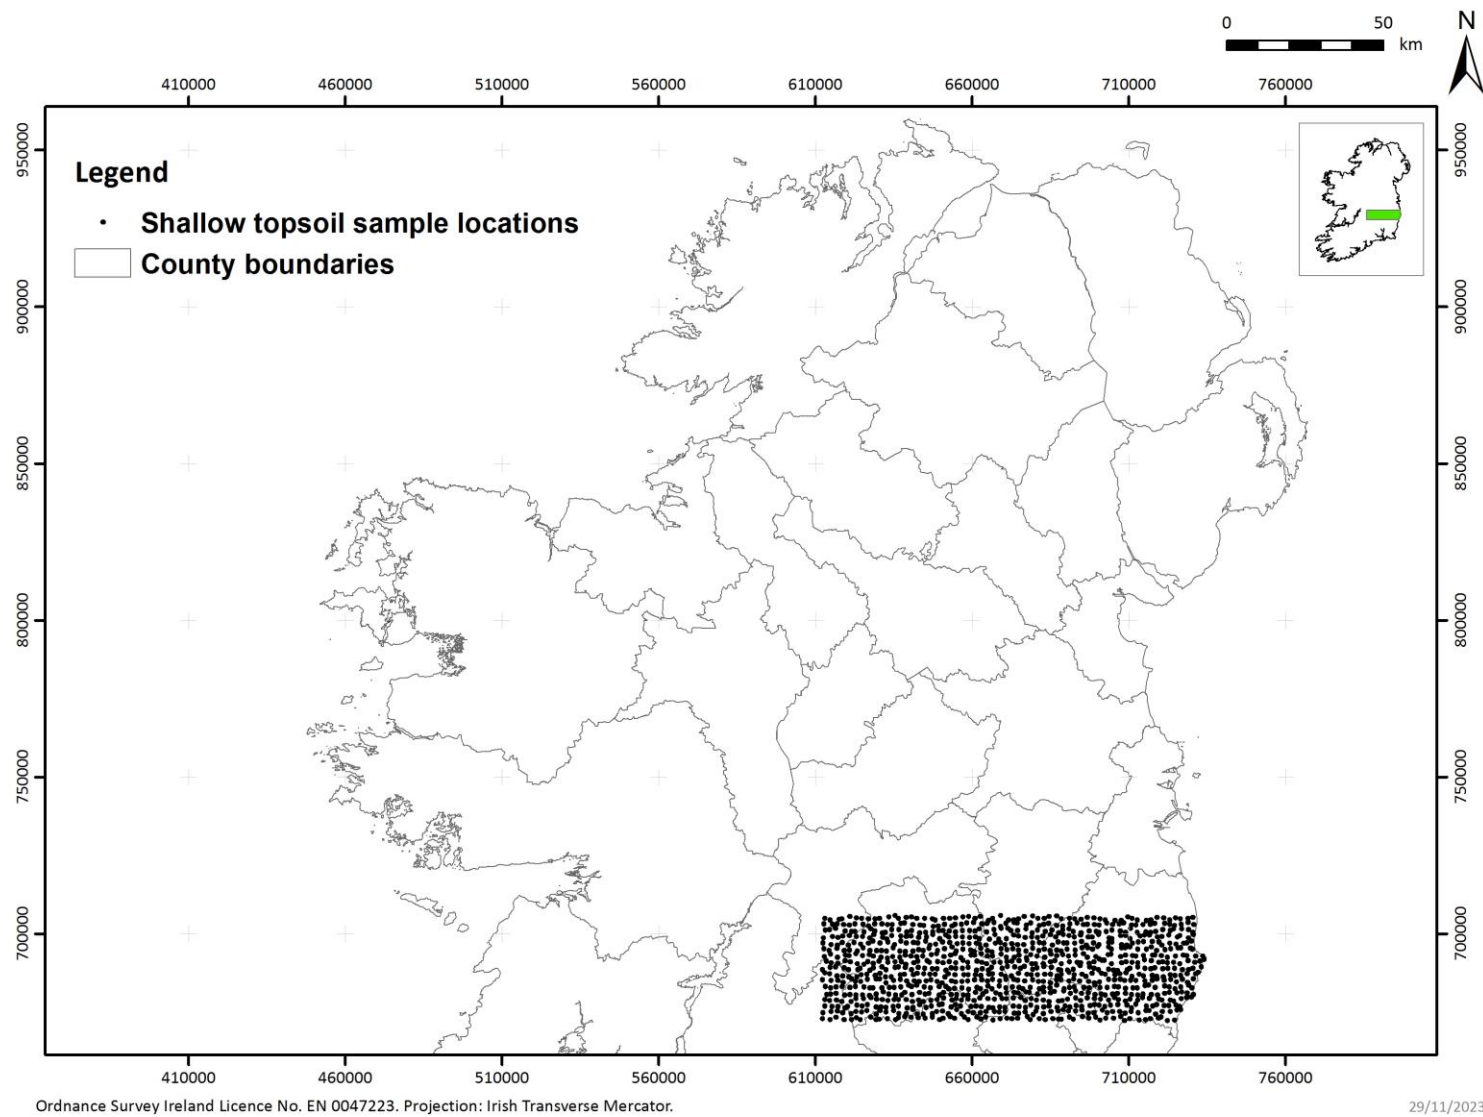 0 50
km
N
410000 460000 510000 560000 610000 660000 710000 760000
950000 950000
Legend
Shallow topsoil sample locations
County boundaries
900000 900000
850000 850000
800000 800000
750000 750000
700000 700000
410000 460000 510000 560000 610000 660000 710000 760000
Ordnance Survey Ireland Licence No. EN 0047223. Projection: Irish Transverse Mercator.
29/11/2023